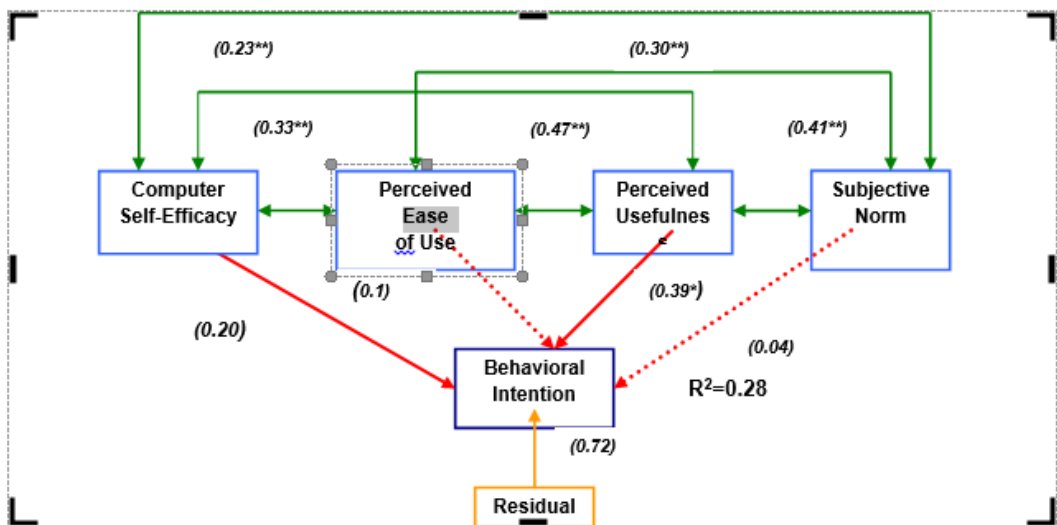 (0.23**)
(0.30**)
(0.33**)
(0.47**)
(0.41**)
Computer
Self-Efficacy
Perceived
Ease
of Use
Perceived
Usefulnes
s
Subjective
Norm
(0.1)
(0.39*)
(0.20)
(0.04)
Behavioral
Intention
R²=0.28
(0.72)
Residual